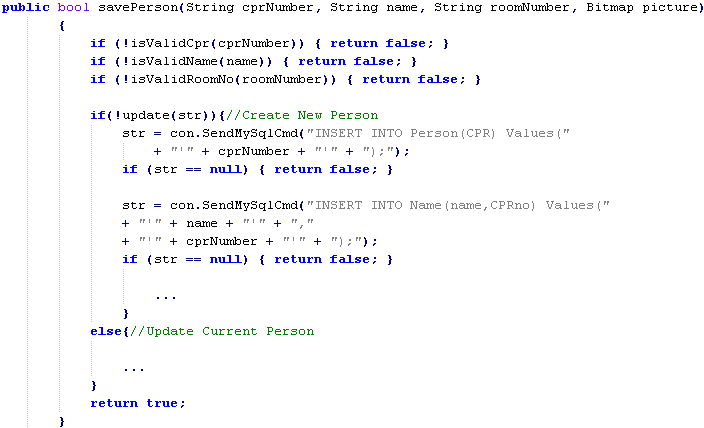 public bool savePerson(String cprNumber, String name, String roomNumber, Bitmap picture)
{
if (!isValidCpr(cprNumber)) { return false; }
if (!isValidName(name)) { return false; }
if (!isValidRoomNo(roomNumber)) { return false; }
if(!update(str)){//Create New Person
str = con.SendMySqlCmd("INSERT INTO Person(CPR) Values("
+ "'" + cprNumber + "'" + ");");
if (str == null) { return false; }
str = con.SendMySqlCmd("INSERT INTO Name(name,CPRno) Values("
+ "'" + name + "'" + ","
+ "'" + cprNumber + "'" + ");");
if (str == null) { return false; }
...
}
else{//Update Current Person
...
}
return true;
}